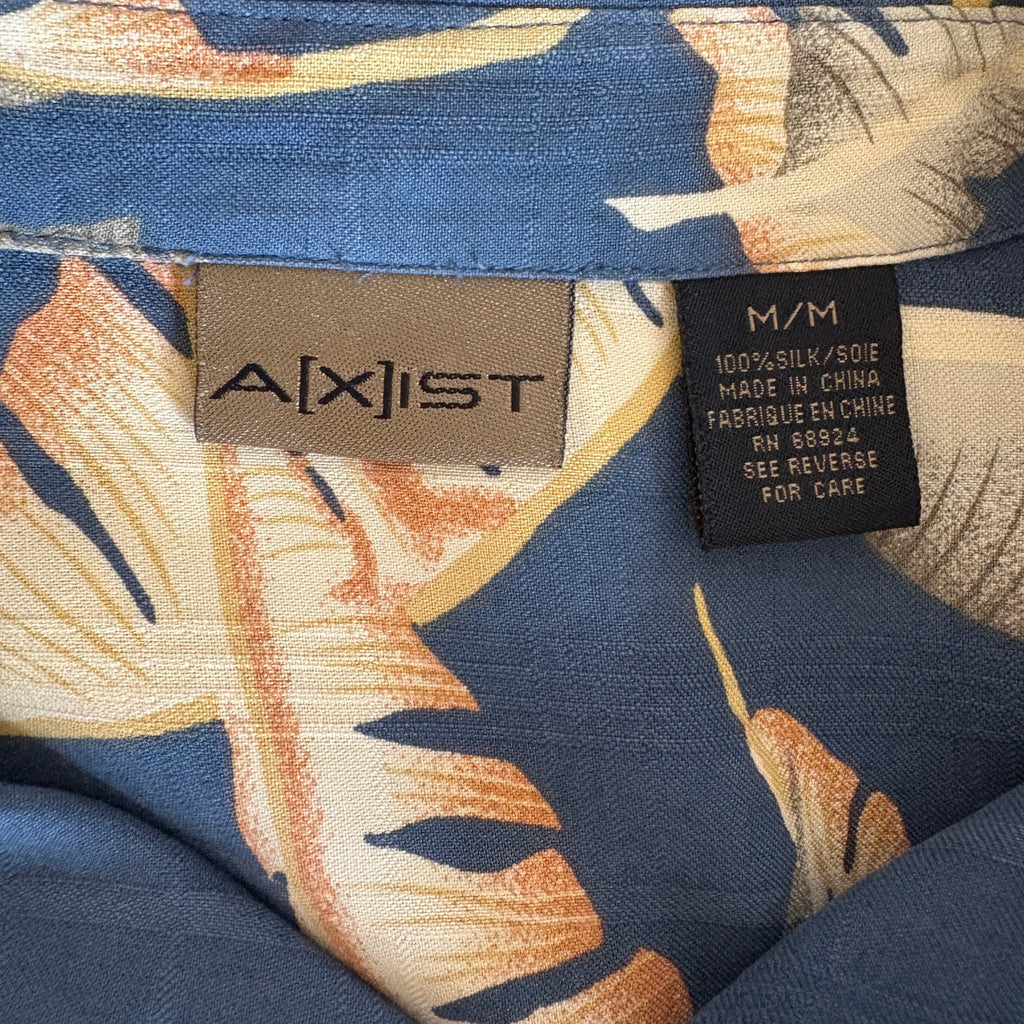 A[X]IST
M/M
100%SILK/SOIE
MADE IN CHINA
FABRIQUE EN CHINE
RN 68924
SEE REVERSE
FOR CARE